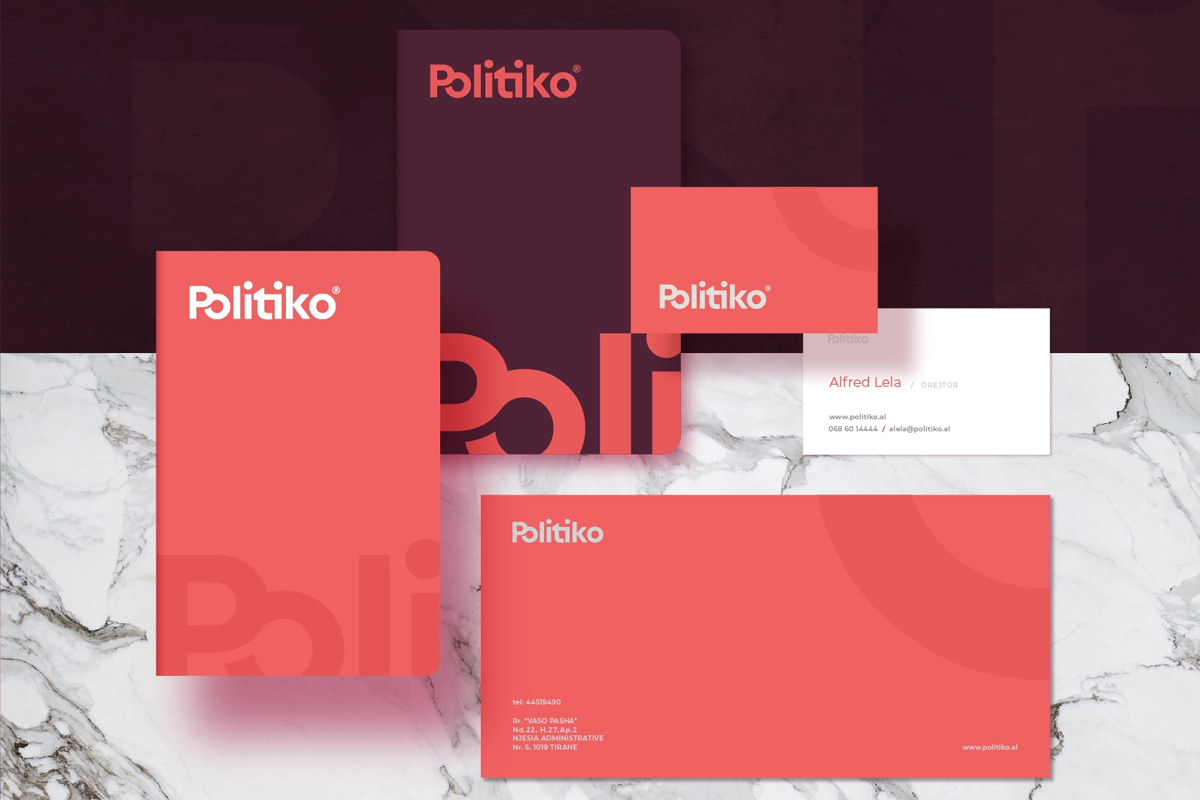 Politiko®
Politiko®
Politiko®
Politiko
Alfred Lela / DREJTOR
www.politiko.al
068 60 14444 / alela@politiko.al
Poli
Poli
Politiko
tel: 44519490
Rr. "VASO PASHA"
Nd.22, H.27,Ap.2
NJESIA ADMINISTRATIVE
Nr. 5, 1019 TIRANE
www.politiko.al